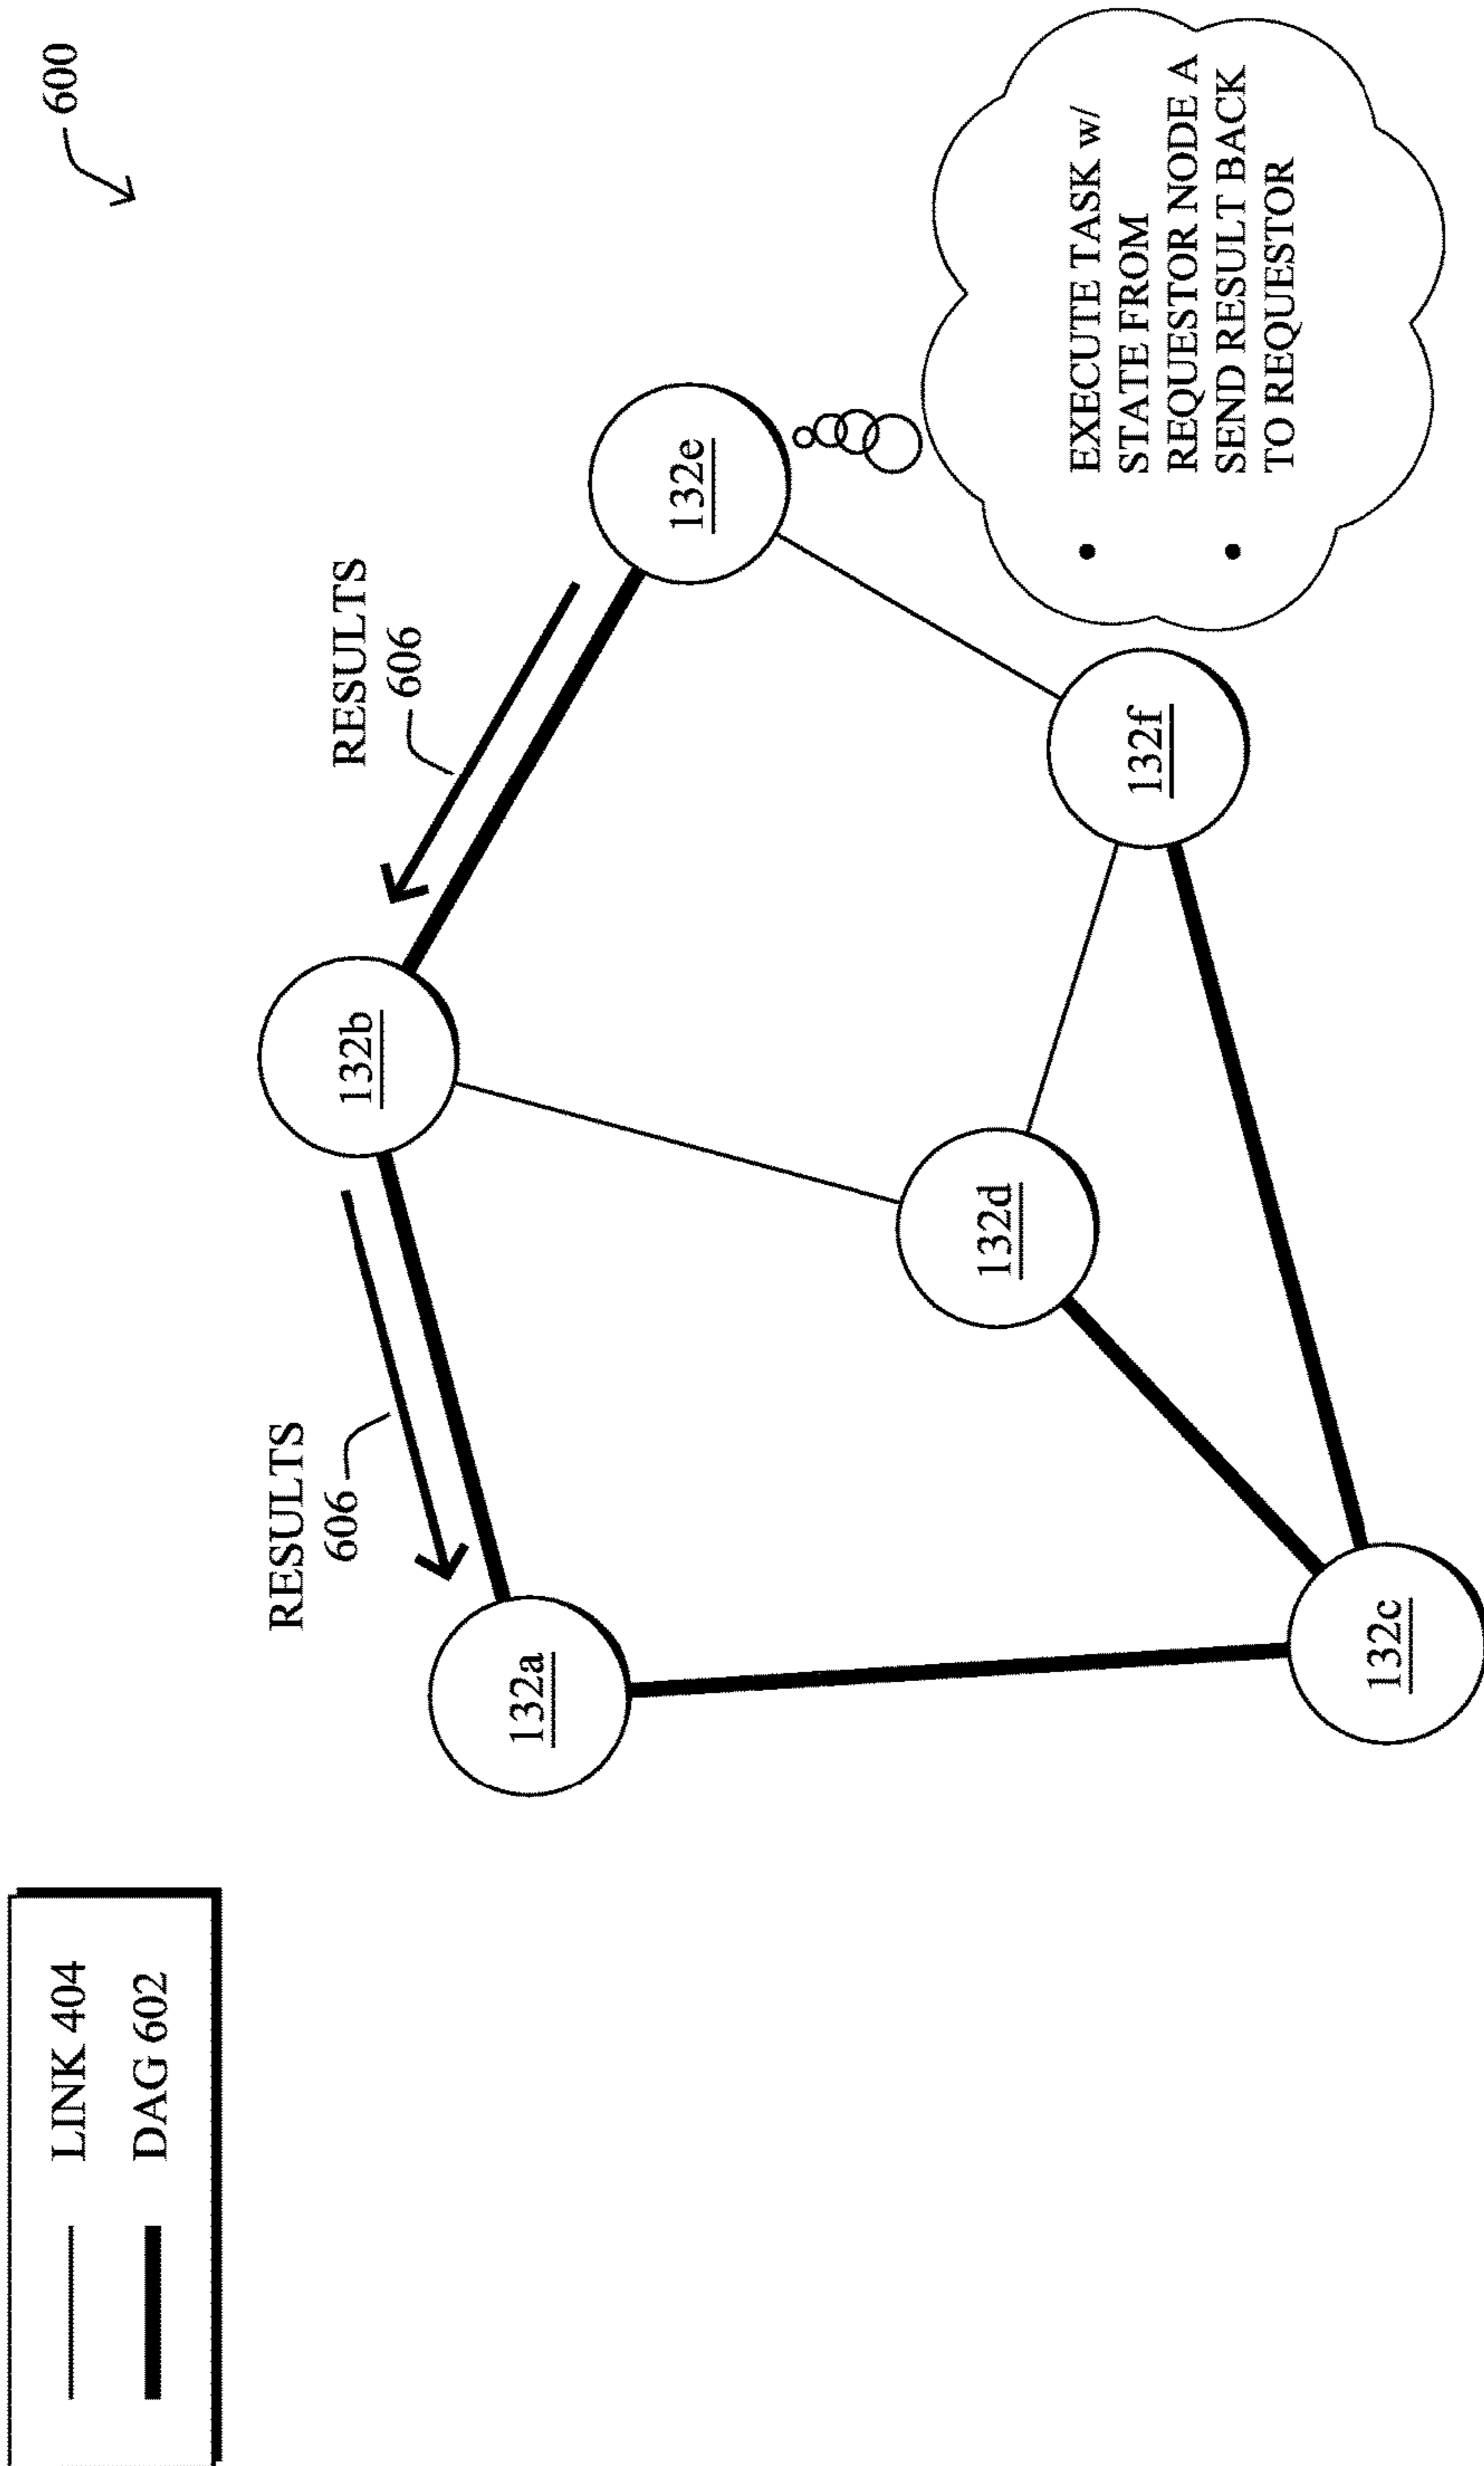 600
LINK 404
DAG 602
RESULTS
606
RESULTS
606
132a
132b
132c
132d
132e
132f
• EXECUTE TASK w/
STATE FROM
REQUESTOR NODE A
• SEND RESULT BACK
TO REQUESTOR